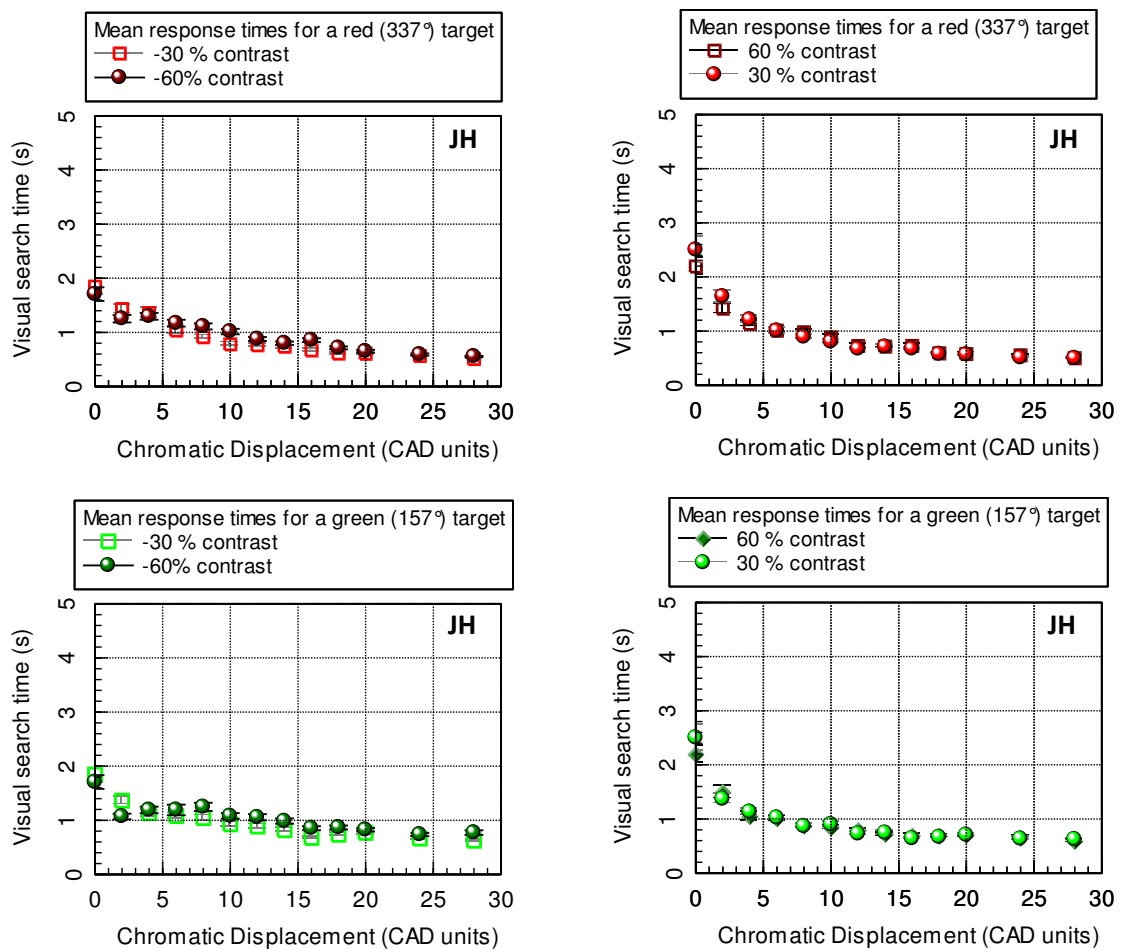 Mean response times for a red (337°) target
-30 % contrast
-60% contrast
Visual search time (s)
5
4
3
2
1
0
JH
0 5 10 15 20 25 30
Chromatic Displacement (CAD units)
Mean response times for a red (337°) target
60 % contrast
30 % contrast
Visual search time (s)
5
4
3
2
1
0
JH
0 5 10 15 20 25 30
Chromatic Displacement (CAD units)
Mean response times for a green (157°) target
-30 % contrast
-60% contrast
Visual search time (s)
5
4
3
2
1
0
JH
0 5 10 15 20 25 30
Chromatic Displacement (CAD units)
Mean response times for a green (157°) target
60 % contrast
30 % contrast
Visual search time (s)
5
4
3
2
1
0
JH
0 5 10 15 20 25 30
Chromatic Displacement (CAD units)